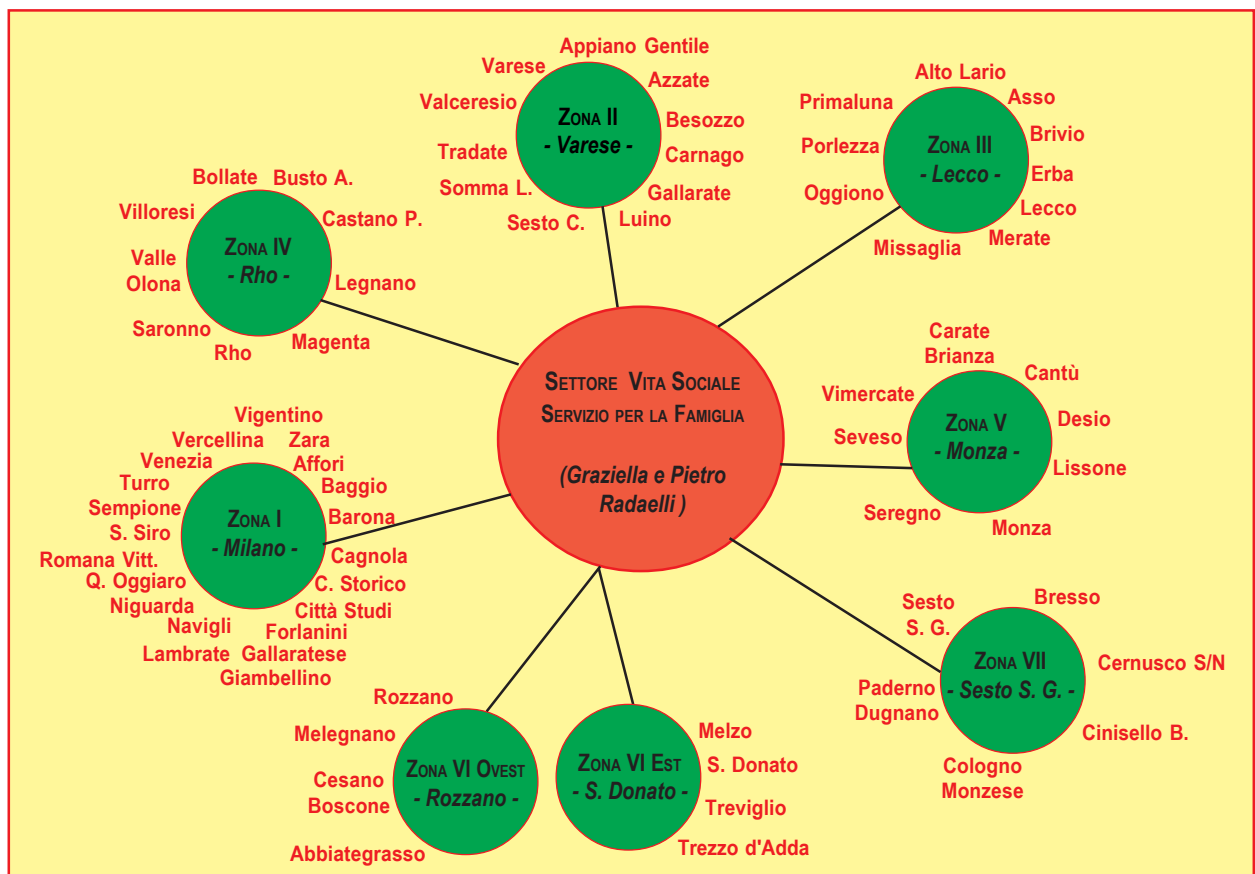 Appiano Gentile
Varese
Azzate
Valceresio
Besozzo
ZONA II
- Varese -
Tradate
Carnago
Somma L.
Gallarate
Sesto C.
Luino
Alto Lario
Primaluna
Asso
Brivio
Porlezza
ZONA III
- Lecco -
Erba
Oggiono
Lecco
Missaglia
Merate
Bollate
Busto A.
Villoresi
Castano P.
ZONA IV
- Rho -
Valle
Olona
Legnano
Saronno
Rho
Magenta
SETTORE VITA SOCIALE
SERVIZIO PER LA FAMIGLIA
(Graziella e Pietro
Radaelli )
Carate
Brianza
Cantù
Vimercate
Desio
Seveso
ZONA V
- Monza -
Lissone
Seregno
Monza
Vigentino
Vercellina
Zara
Venezia
Affori
Turro
Baggio
Sempione
Barona
S. Siro
ZONA I
- Milano -
Cagnola
Romana Vitt.
Q. Oggiaro
C. Storico
Niguarda
Città Studi
Navigli
Forlanini
Lambrate
Gallaratese
Giambellino
Sesto
S. G.
Bresso
ZONA VII
- Sesto S. G. -
Cernusco S/N
Paderno
Dugnano
Cinisello B.
Cologno
Monzese
Rozzano
Melegnano
ZONA VI OVEST
- Rozzano -
Cesano
Boscone
Abbiategrasso
ZONA VI EST
- S. Donato -
Melzo
S. Donato
Treviglio
Trezzo d'Adda